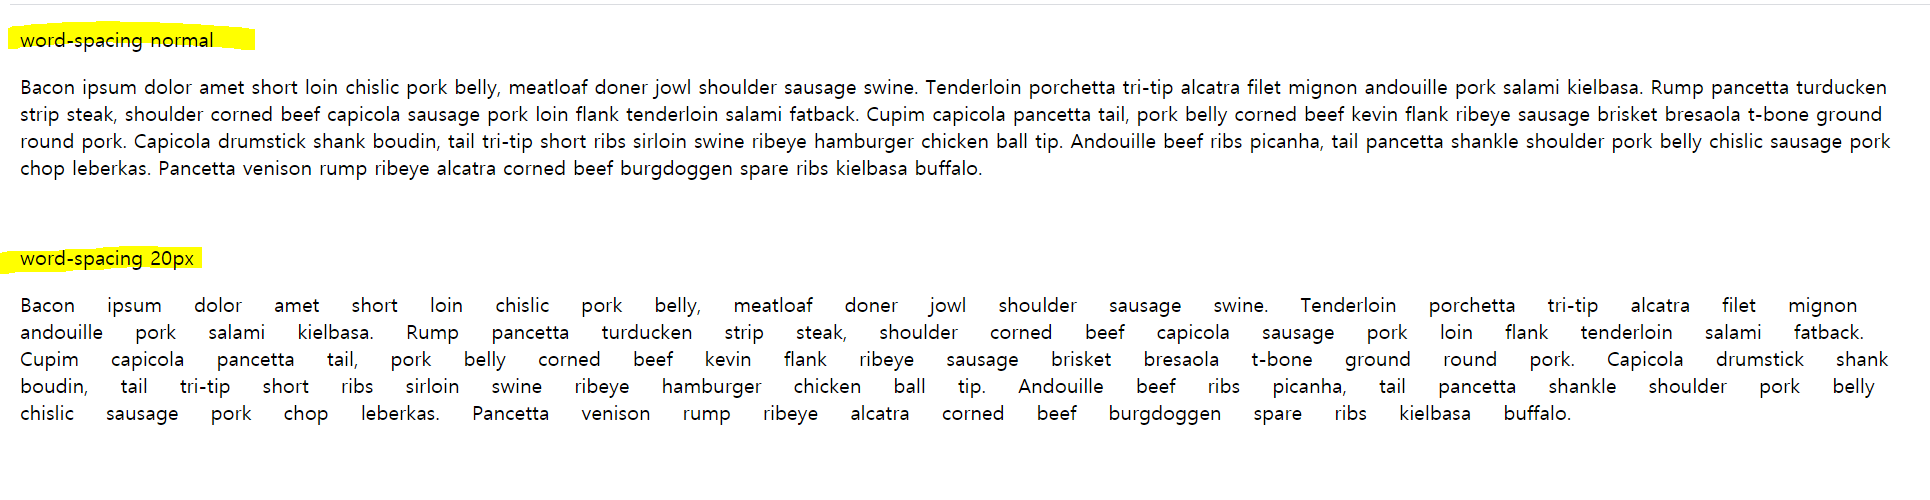 word-spacing normal
Bacon ipsum dolor amet short loin chislic pork belly, meatloaf doner jowl shoulder sausage swine. Tenderloin porchetta tri-tip alcatra filet mignon andouille pork salami kielbasa. Rump pancetta turducken
strip steak, shoulder corned beef capicola sausage pork loin flank tenderloin salami fatback. Cupim capicola pancetta tail, pork belly corned beef kevin flank ribeye sausage brisket bresaola t-bone ground
round pork. Capicola drumstick shank boudin, tail tri-tip short ribs sirloin swine ribeye hamburger chicken ball tip. Andouille beef ribs picanha, tail pancetta shankle shoulder pork belly chislic sausage pork
chop leberkas. Pancetta venison rump ribeye alcatra corned beef burgdoggen spare ribs kielbasa buffalo.
word-spacing 20px
Bacon ipsum dolor amet short loin chislic pork belly, meatloaf doner jowl shoulder sausage swine. Tenderloin porchetta tri-tip alcatra filet mignon
andouille pork salami kielbasa. Rump pancetta turducken strip steak, shoulder corned beef capicola sausage pork loin flank tenderloin salami fatback.
Cupim capicola pancetta tail, pork belly corned beef kevin flank ribeye sausage brisket bresaola t-bone ground round pork. Capicola drumstick shank
boudin, tail tri-tip short ribs sirloin swine ribeye hamburger chicken ball tip. Andouille beef ribs picanha, tail pancetta shankle shoulder pork belly
chislic sausage pork chop leberkas. Pancetta venison rump ribeye alcatra corned beef burgdoggen spare ribs kielbasa buffalo.